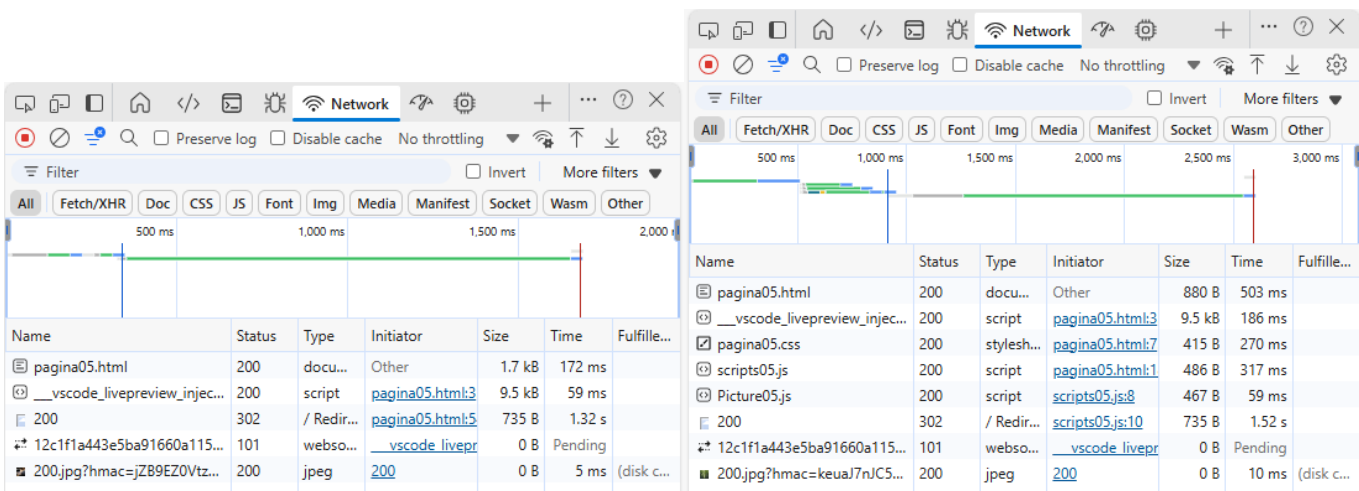 Network
Preserve log Disable cache No throttling
Filter Invert More filters
All Fetch/XHR Doc CSS JS Font Img Media Manifest Socket Wasm Other
500 ms 1,000 ms 1,500 ms 2,000
Name Status Type Initiator Size Time Fulfille...
pagina05.html 200 docu... Other 1.7 kB 172 ms
__vscode_livepreview_injec... 200 script pagina05.html:3 9.5 kB 59 ms
200 302 / Redir... pagina05.html:5 735 B 1.32 s
12c1f1a443e5ba91660a115... 101 webso... __vscode_livepr 0 B Pending
200.jpg?hmac=jZB9EZ0Vtz... 200 jpeg 200 0 B 5 ms (disk c...
Network
Preserve log Disable cache No throttling
Filter Invert More filters
All Fetch/XHR Doc CSS JS Font Img Media Manifest Socket Wasm Other
500 ms 1,000 ms 1,500 ms 2,000 ms 2,500 ms 3,000 ms
Name Status Type Initiator Size Time Fulfille...
pagina05.html 200 docu... Other 880 B 503 ms
__vscode_livepreview_injec... 200 script pagina05.html:3 9.5 kB 186 ms
pagina05.css 200 stylesh... pagina05.html:7 415 B 270 ms
scripts05.js 200 script pagina05.html:1 486 B 317 ms
Picture05.js 200 script scripts05.js:8 467 B 59 ms
200 302 / Redir... scripts05.js:10 735 B 1.52 s
12c1f1a443e5ba91660a115... 101 webso... __vscode_livepr 0 B Pending
200.jpg?hmac=keuaJ7nJC5... 200 jpeg 200 0 B 10 ms (disk c...